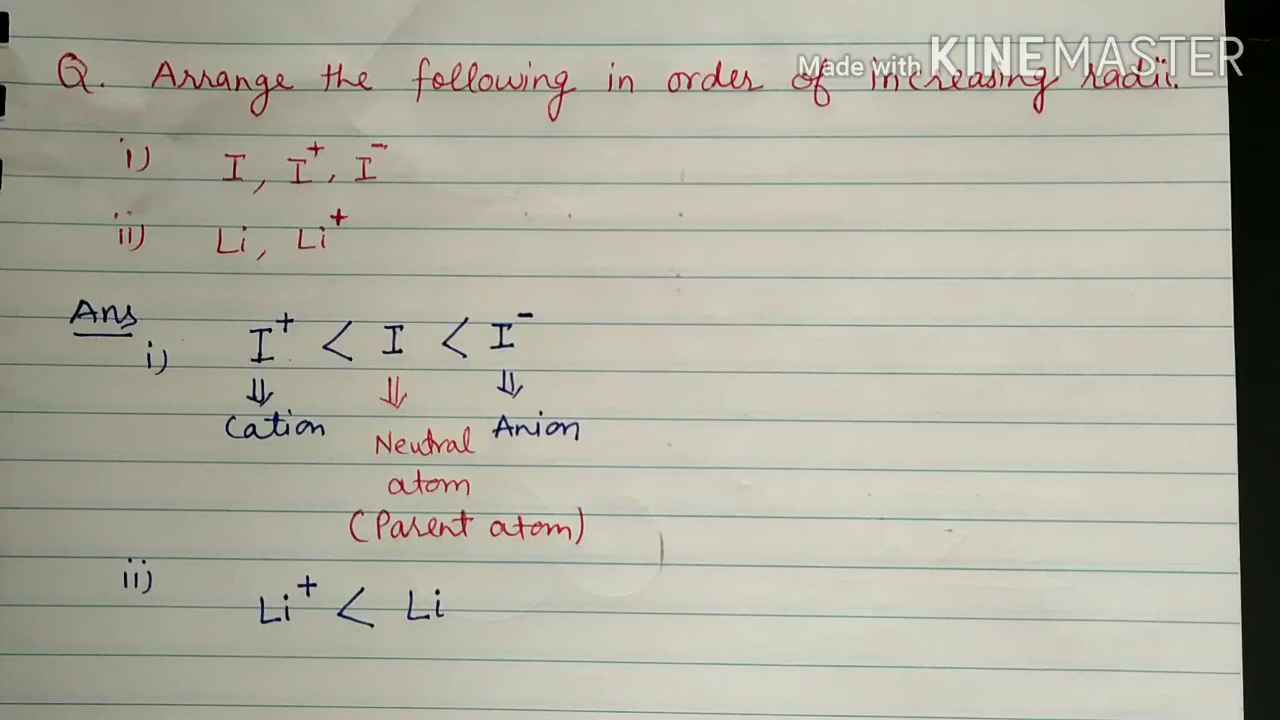 Made with KINEMASTER
Q. Arrange the following in order of increasing radii.
i) I, I⁺, I⁻
ii) Li, Li⁺
Ans
i) I⁺ < I < I⁻
⇓ ⇓ ⇓
Cation Neutral atom (Parent atom) Anion
ii) Li⁺ < Li